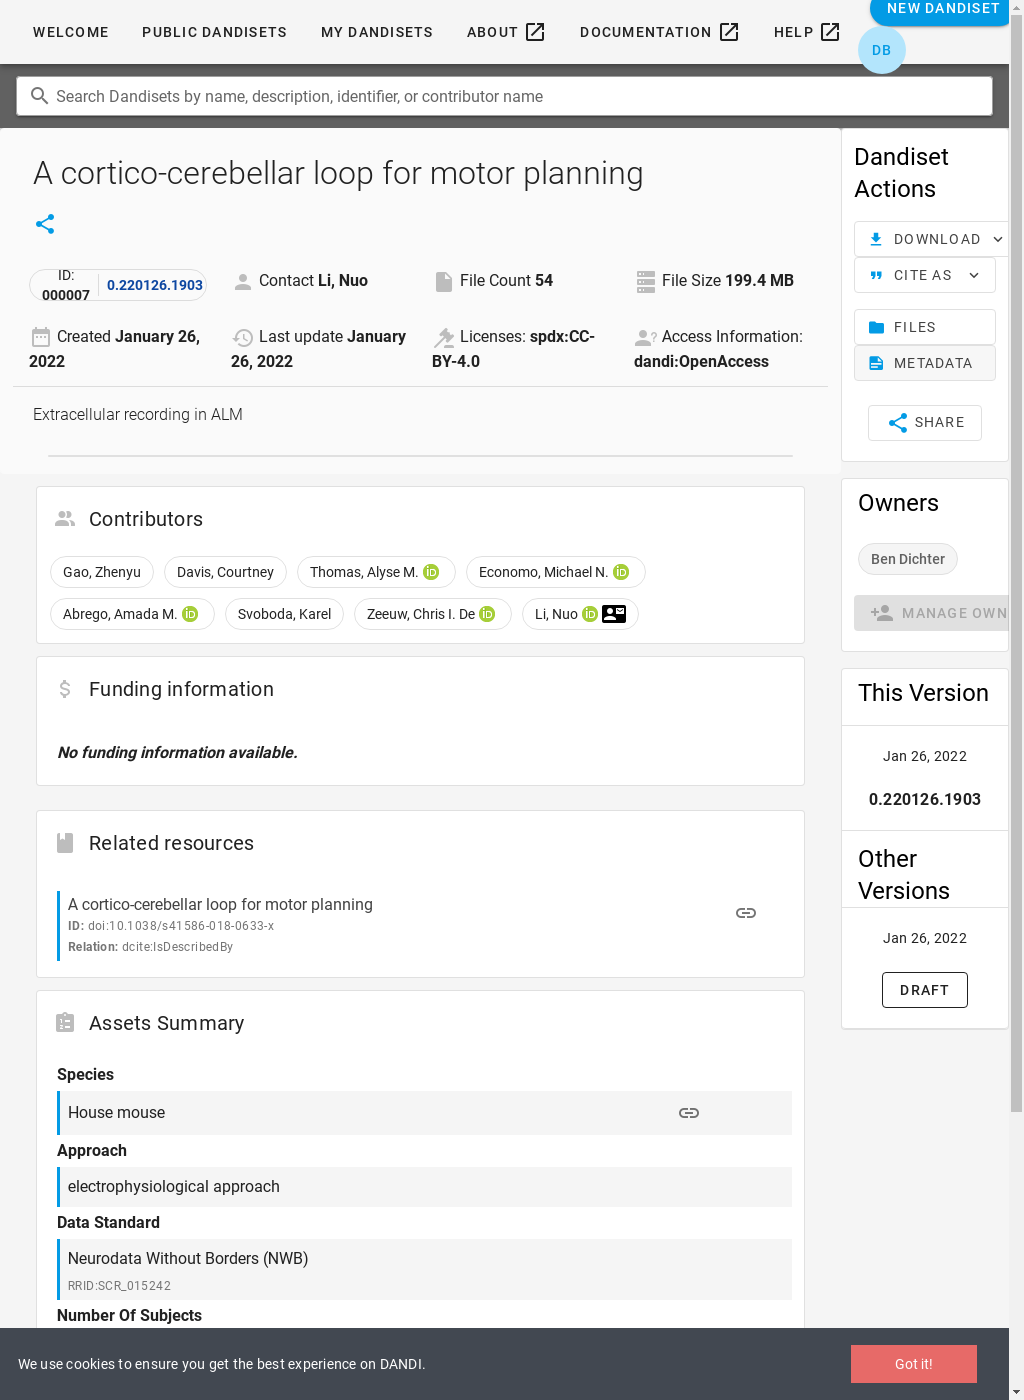 WELCOME PUBLIC DANDISETS MY DANDISETS ABOUT DOCUMENTATION HELP
NEW DANDISET
DB
Search Dandisets by name, description, identifier, or contributor name
A cortico-cerebellar loop for motor planning
ID: 000007 0.220126.1903
Contact Li, Nuo
File Count 54
File Size 199.4 MB
Created January 26, 2022
Last update January 26, 2022
Licenses: spdx:CC-BY-4.0
Access Information: dandi:OpenAccess
Extracellular recording in ALM
Contributors
Gao, Zhenyu Davis, Courtney Thomas, Alyse M. iD Economo, Michael N. iD
Abrego, Amada M. iD Svoboda, Karel Zeeuw, Chris I. De iD Li, Nuo iD
Funding information
No funding information available.
Related resources
A cortico-cerebellar loop for motor planning
ID: doi:10.1038/s41586-018-0633-x
Relation: dcite:IsDescribedBy
Assets Summary
Species
House mouse
Approach
electrophysiological approach
Data Standard
Neurodata Without Borders (NWB)
RRID:SCR_015242
Number Of Subjects
Dandiset
Actions
DOWNLOAD
CITE AS
FILES
METADATA
SHARE
Owners
Ben Dichter
MANAGE OWN
This Version
Jan 26, 2022
0.220126.1903
Other
Versions
Jan 26, 2022
DRAFT
We use cookies to ensure you get the best experience on DANDI.
Got it!